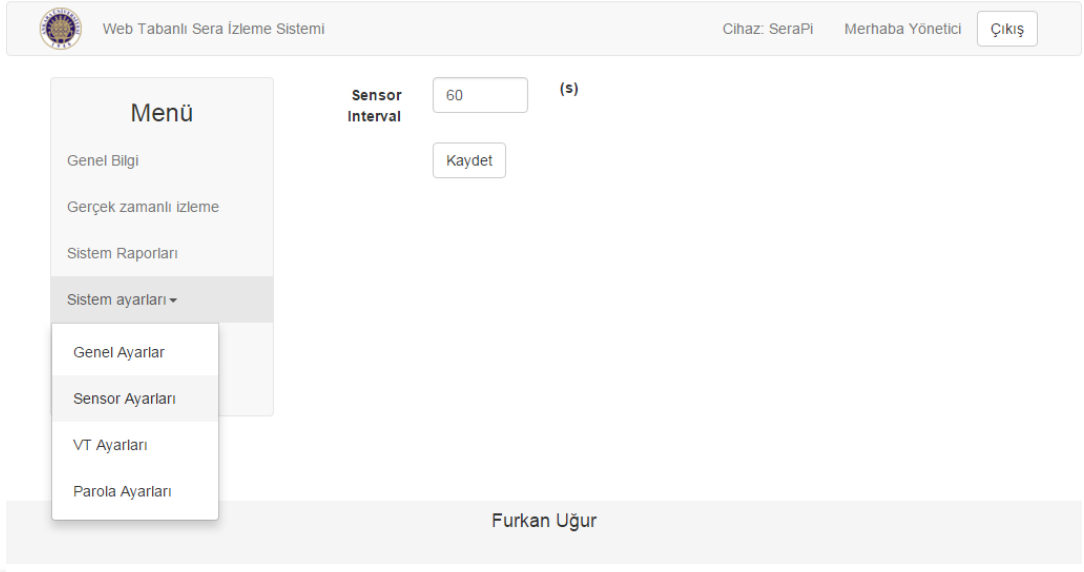 Web Tabanlı Sera İzleme Sistemi
Cihaz: SeraPi
Merhaba Yönetici
Çıkış
Menü
Genel Bilgi
Gerçek zamanlı izleme
Sistem Raporları
Sistem ayarları
Genel Ayarlar
Sensor Ayarları
VT Ayarları
Parola Ayarları
Sensor
Interval
60
(s)
Kaydet
Furkan Uğur